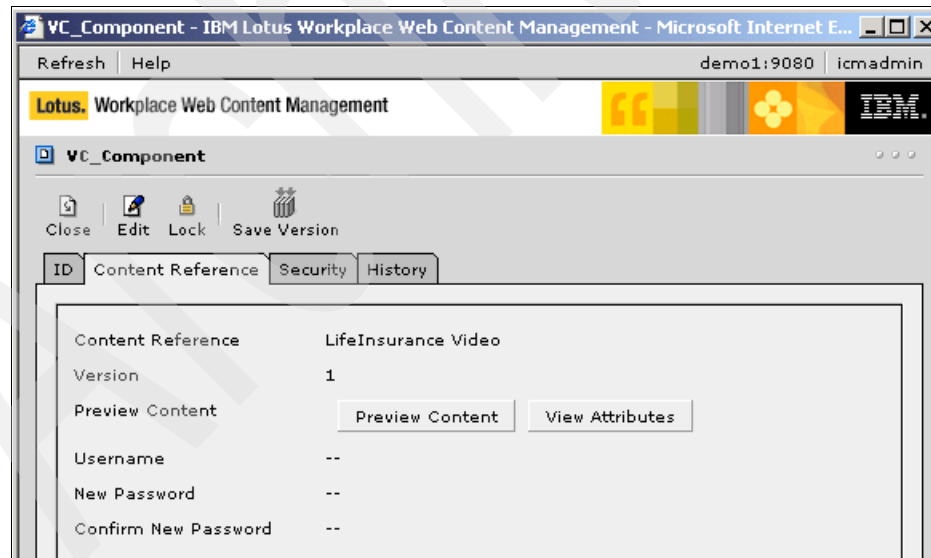 VC_Component - IBM Lotus Workplace Web Content Management - Microsoft Internet E...
Refresh Help demo1:9080 icmadmin
Lotus. Workplace Web Content Management IBM.
VC_Component
Close Edit Lock Save Version
ID Content Reference Security History
Content Reference LifeInsurance Video
Version 1
Preview Content Preview Content View Attributes
Username --
New Password --
Confirm New Password --